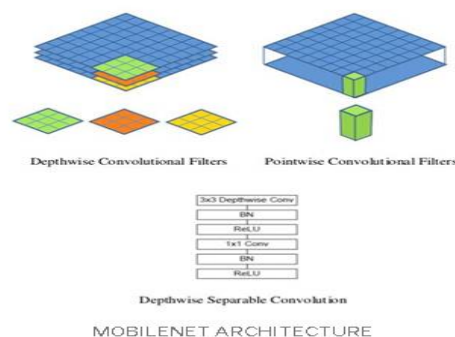 Depthwise Convolutional Filters
Pointwise Convolutional Filters
3x3 Depthwise Conv
BN
ReLU
1x1 Conv
BN
ReLU
Depthwise Separable Convolution
MOBILENET ARCHITECTURE